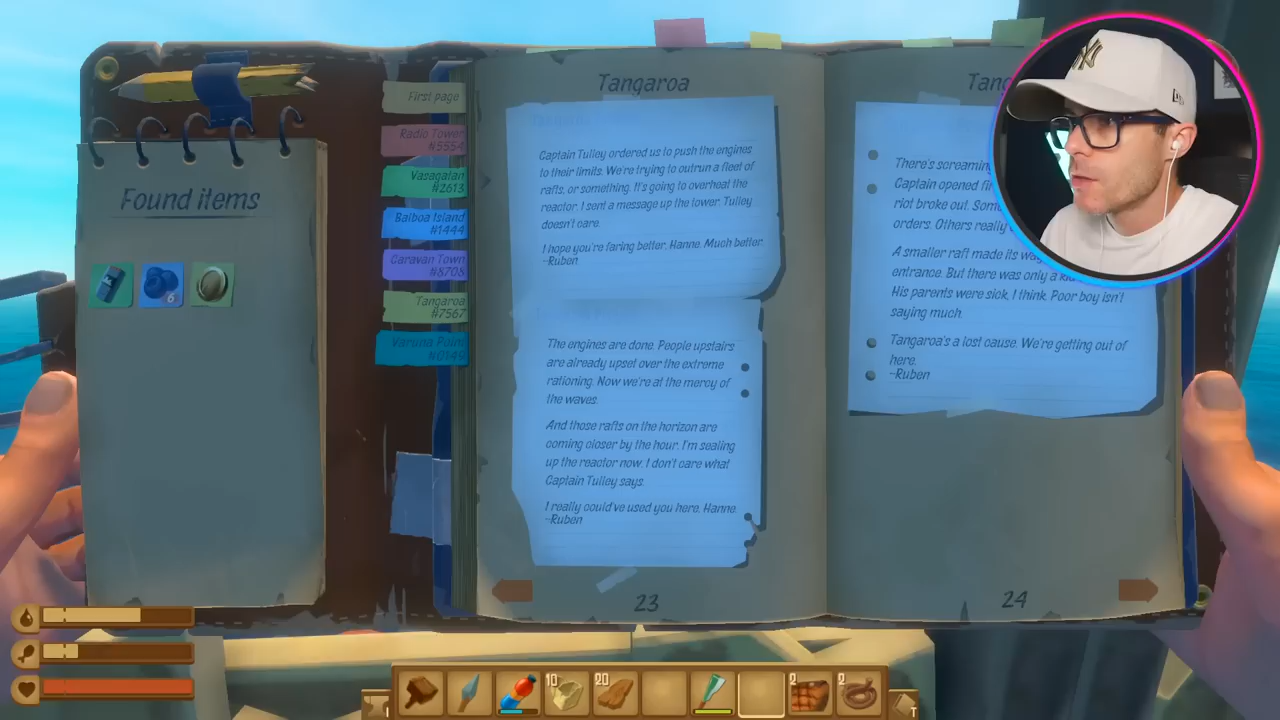 Found items
6
First page
Radio Tower
#5554
Vasagatan
#2613
Balboa Island
#1444
Caravan Town
#8708
Tangaroa
#7567
Varuna Point
#0149
Tangaroa
Captain Tulley ordered us to push the engines
to their limits. We're trying to outrun a fleet of
rafts, or something. It's going to overheat the
reactor. I sent a message up the tower. Tulley
doesn't care.
I hope you're faring better, Hanne. Much better.
-Ruben
The engines are done. People upstairs
are already upset over the extreme
rationing. Now we're at the mercy of
the waves.
And those rafts on the horizon are
coming closer by the hour. I'm sealing
up the reactor now. I don't care what
Captain Tulley says.
I really could've used you here, Hanne.
-Ruben
23
There's screamin
Captain opened fi
riot broke out. Som
orders. Others really
A smaller raft made its wa
entrance. But there was only a
His parents were sick, I think. Poor boy isn't
saying much.
Tangaroa's a lost cause. We're getting out of
here.
-Ruben
24
10
20
2
2
T